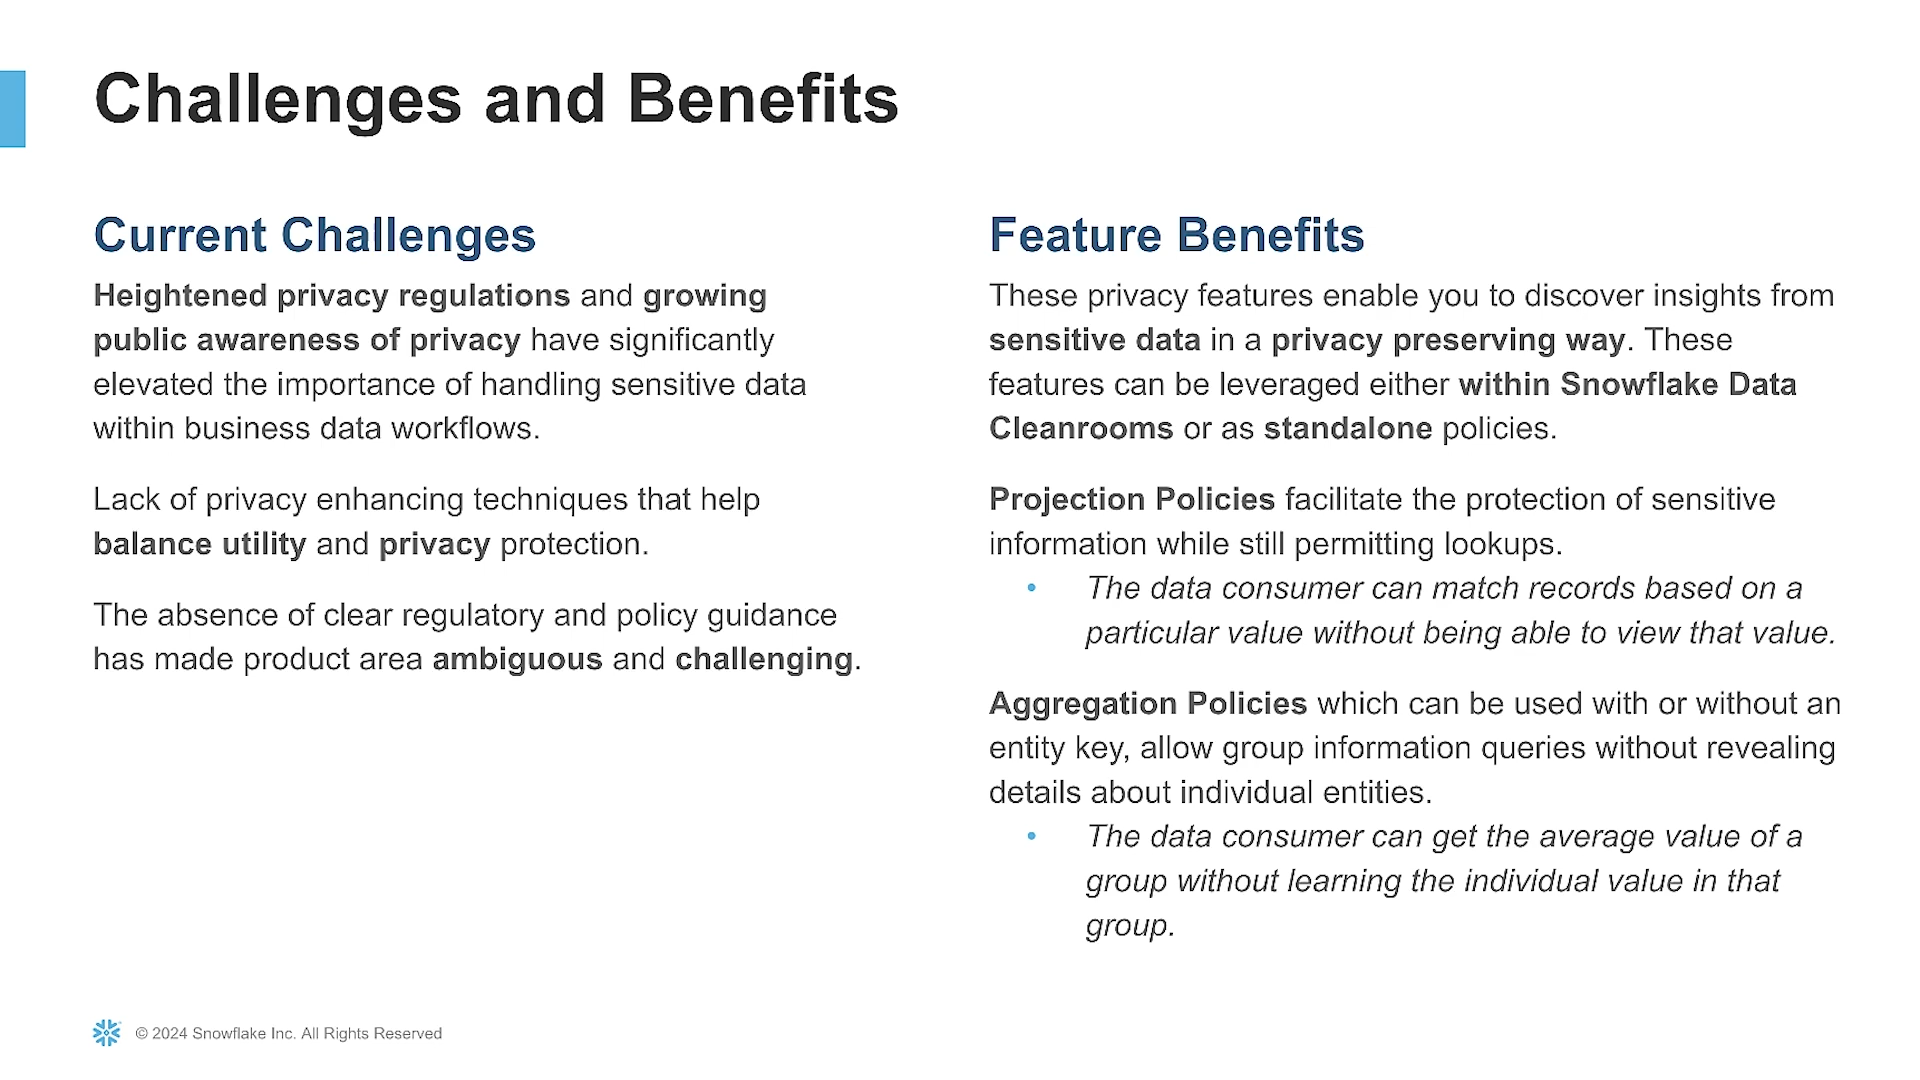 Challenges and Benefits
Current Challenges
Heightened privacy regulations and growing
public awareness of privacy have significantly
elevated the importance of handling sensitive data
within business data workflows.
Lack of privacy enhancing techniques that help
balance utility and privacy protection.
The absence of clear regulatory and policy guidance
has made product area ambiguous and challenging.
Feature Benefits
These privacy features enable you to discover insights from
sensitive data in a privacy preserving way. These
features can be leveraged either within Snowflake Data
Cleanrooms or as standalone policies.
Projection Policies facilitate the protection of sensitive
information while still permitting lookups.
• The data consumer can match records based on a
particular value without being able to view that value.
Aggregation Policies which can be used with or without an
entity key, allow group information queries without revealing
details about individual entities.
• The data consumer can get the average value of a
group without learning the individual value in that
group.
© 2024 Snowflake Inc. All Rights Reserved